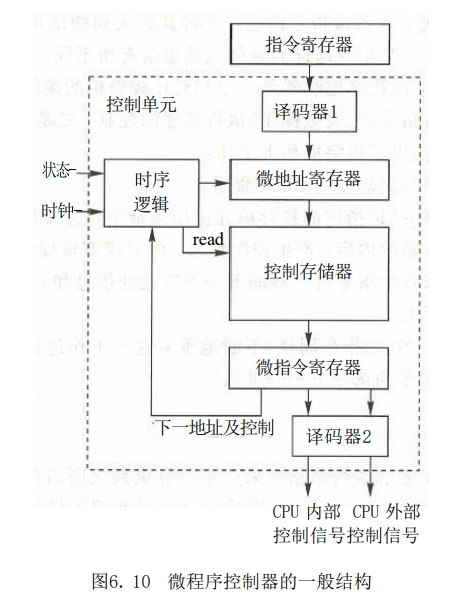 指令寄存器
控制单元
译码器1
状态
时序
逻辑
微地址寄存器
时钟
read
控制存储器
微指令寄存器
下一地址及控制
译码器2
CPU 内部 CPU 外部
控制信号 控制信号
图6.10 微程序控制器的一般结构